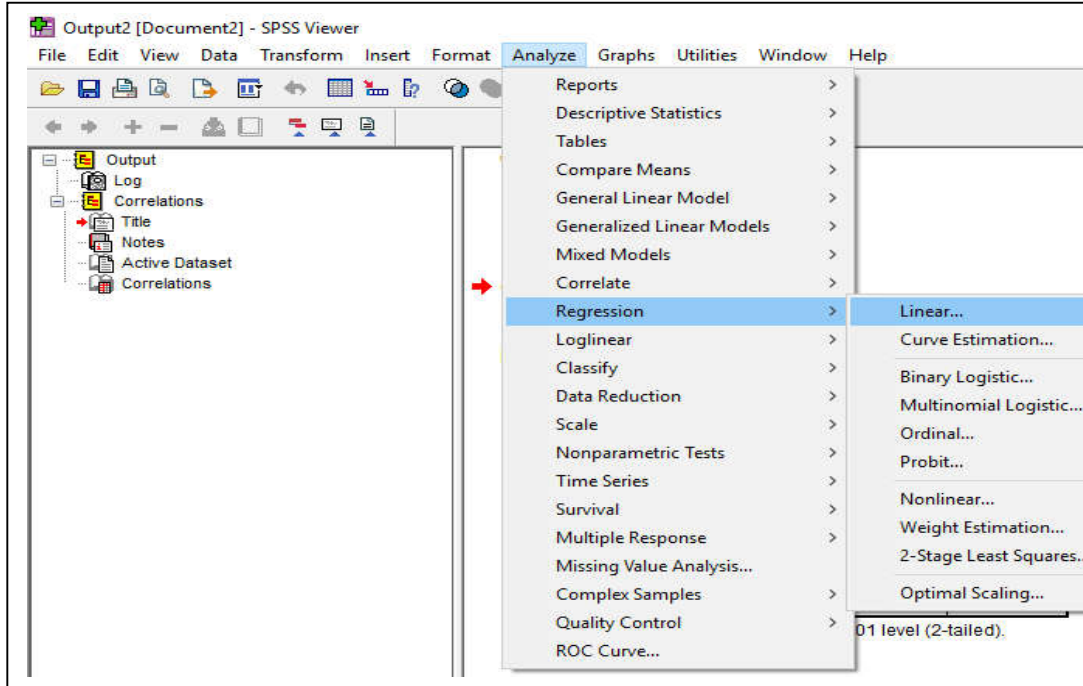 Output2 [Document2] - SPSS Viewer
File Edit View Data Transform Insert Format Analyze Graphs Utilities Window Help
Output
Log
Correlations
Title
Notes
Active Dataset
Correlations
Reports
Descriptive Statistics
Tables
Compare Means
General Linear Model
Generalized Linear Models
Mixed Models
Correlate
Regression
Loglinear
Classify
Data Reduction
Scale
Nonparametric Tests
Time Series
Survival
Multiple Response
Missing Value Analysis...
Complex Samples
Quality Control
ROC Curve...
Linear...
Curve Estimation...
Binary Logistic...
Multinomial Logistic...
Ordinal...
Probit...
Nonlinear...
Weight Estimation...
2-Stage Least Squares..
Optimal Scaling...
01 level (2-tailed).